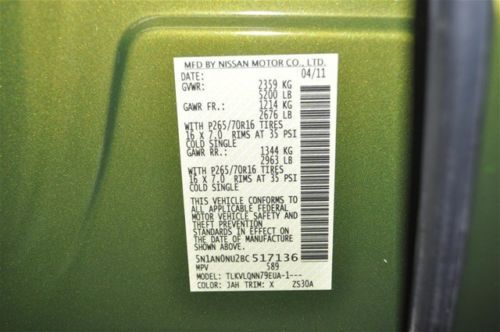 MFD BY NISSAN MOTOR CO., LTD.
DATE: 04/11
GVWR: 2359 KG
5200 LB
GAWR FR.: 1214 KG
2676 LB
WITH P265/70R16 TIRES
16 X 7.0 RIMS AT 35 PSI
COLD SINGLE
GAWR RR.: 1344 KG
2963 LB
WITH P265/70R16 TIRES
16 X 7.0 RIMS AT 35 PSI
COLD SINGLE
THIS VEHICLE CONFORMS TO
ALL APPLICABLE FEDERAL
MOTOR VEHICLE SAFETY AND
THEFT PREVENTION
STANDARDS IN EFFECT ON
THE DATE OF MANUFACTURE
SHOWN ABOVE.
5N1AN0NU2BC 517136
MPV 589
TYPE: TLKVLQNN79EUA-1---
COLOR: JAH TRIM: X ZS30A